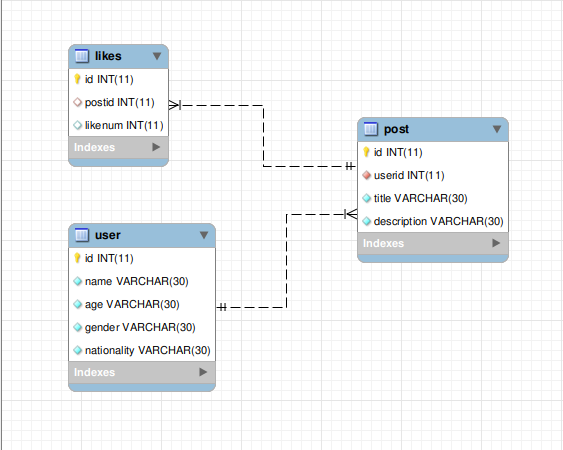 likes
id INT(11)
postid INT(11)
likenum INT(11)
Indexes
post
id INT(11)
userid INT(11)
title VARCHAR(30)
description VARCHAR(30)
Indexes
user
id INT(11)
name VARCHAR(30)
age VARCHAR(30)
gender VARCHAR(30)
nationality VARCHAR(30)
Indexes